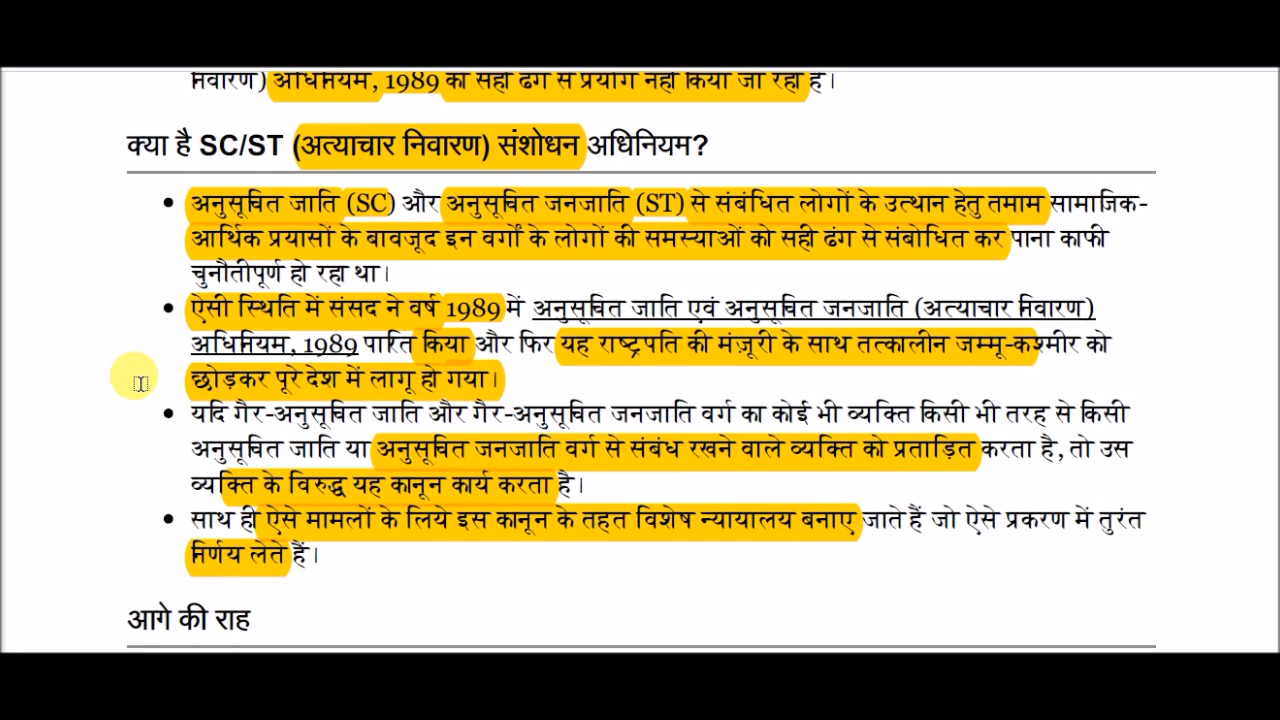 निवारण) अधिनियम, 1989 का सही ढंग से प्रयोग नहीं किया जा रहा है।
क्या है SC/ST (अत्याचार निवारण) संशोधन अधिनियम?
• अनुसूचित जाति (SC) और अनुसूचित जनजाति (ST) से संबंधित लोगों के उत्थान हेतु तमाम सामाजिक-
आर्थिक प्रयासों के बावजूद इन वर्गों के लोगों की समस्याओं को सही ढंग से संबोधित कर पाना काफी
चुनौतीपूर्ण हो रहा था।
• ऐसी स्थिति में संसद ने वर्ष 1989 में अनुसूचित जाति एवं अनुसूचित जनजाति (अत्याचार निवारण)
अधिनियम, 1989 पारित किया और फिर यह राष्ट्रपति की मंज़ूरी के साथ तत्कालीन जम्मू-कश्मीर को
छोड़कर पूरे देश में लागू हो गया।
• यदि गैर-अनुसूचित जाति और गैर-अनुसूचित जनजाति वर्ग का कोई भी व्यक्ति किसी भी तरह से किसी
अनुसूचित जाति या अनुसूचित जनजाति वर्ग से संबंध रखने वाले व्यक्ति को प्रताड़ित करता है, तो उस
व्यक्ति के विरुद्ध यह कानून कार्य करता है।
• साथ ही ऐसे मामलों के लिये इस कानून के तहत विशेष न्यायालय बनाए जाते हैं जो ऐसे प्रकरण में तुरंत
निर्णय लेते हैं।
आगे की राह